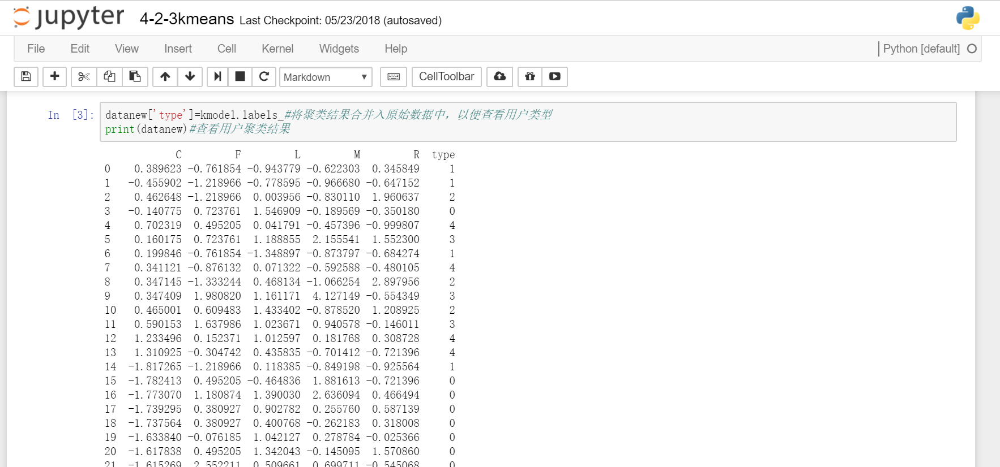 jupyter 4-2-3kmeans Last Checkpoint: 05/23/2018 (autosaved)
File Edit View Insert Cell Kernel Widgets Help Python [default]
Markdown CellToolbar
In [3]: datanew['type']=kmodel.labels_#将聚类结果合并入原始数据中，以便查看用户类型
print(datanew)#查看用户聚类结果
C F L M R type
0 0.389623 -0.761854 -0.943779 -0.622303 0.345849 1
1 -0.455902 -1.218966 -0.778595 -0.966680 -0.647152 1
2 0.462648 -1.218966 0.003956 -0.830110 1.960637 2
3 -0.140775 0.723761 1.546909 -0.189569 -0.350180 0
4 0.702319 0.495205 0.041791 -0.457396 -0.999807 4
5 0.160175 0.723761 1.188855 2.155541 1.552300 3
6 0.199846 -0.761854 -1.348897 -0.873797 -0.684274 1
7 0.341121 -0.876132 0.071322 -0.592588 -0.480105 4
8 0.347145 -1.333244 0.468134 -1.066254 2.897956 2
9 0.347409 1.980820 1.161171 4.127149 -0.554349 3
10 0.465001 0.609483 1.433402 -0.878520 1.208925 2
11 0.590153 1.637986 1.023671 0.940578 -0.146011 3
12 1.233496 0.152371 1.012597 0.181768 0.308728 4
13 1.310925 -0.304742 0.435835 -0.701412 -0.721396 4
14 -1.817265 -1.218966 0.118385 -0.849198 -0.925564 1
15 -1.782413 0.495205 -0.464836 1.881613 -0.721396 0
16 -1.773070 1.180874 1.390030 2.636094 0.466494 0
17 -1.739295 0.380927 0.902782 0.255760 0.587139 0
18 -1.737564 0.380927 0.400768 -0.262183 0.318008 0
19 -1.633840 -0.076185 1.042127 0.278784 -0.025366 0
20 -1.617838 0.495205 1.342043 -0.145095 1.570860 0
21 -1.615269 2.552211 0.509661 0.699711 -0.545068 0